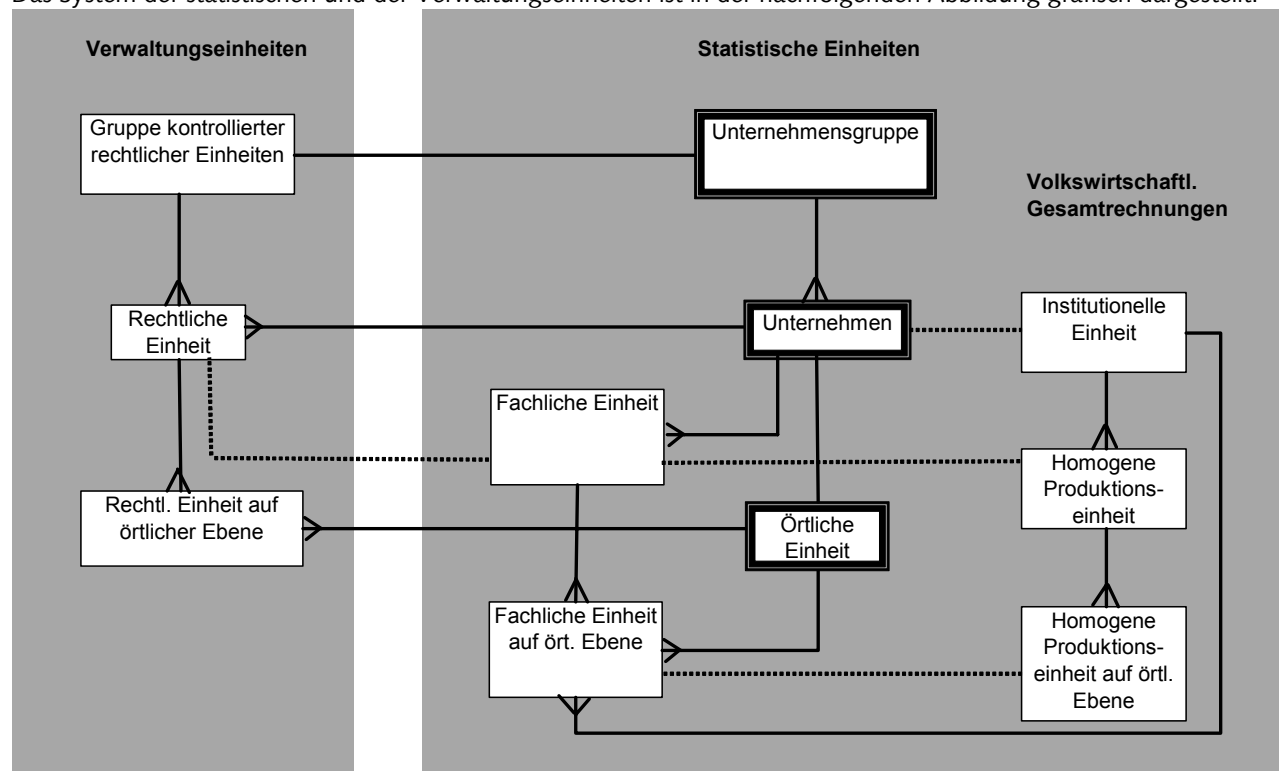 Das System der statistischen und der Verwaltungseinheiten ist in der nachfolgenden Abbildung grafisch dargestellt:
Verwaltungseinheiten
Statistische Einheiten
Gruppe kontrollierter
rechtlicher Einheiten
Unternehmensgruppe
Volkswirtschaftl.
Gesamtrechnungen
Rechtliche
Einheit
Unternehmen
Institutionelle
Einheit
Fachliche Einheit
Homogene
Produktions-
einheit
Rechtl. Einheit auf
örtlicher Ebene
Örtliche
Einheit
Fachliche Einheit
auf ört. Ebene
Homogene
Produktions-
einheit auf örtl.
Ebene